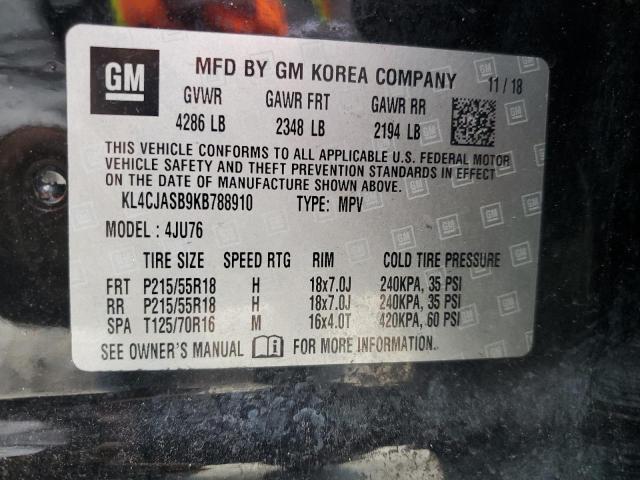 GM MFD BY GM KOREA COMPANY 11/18
GVWR GAWR FRT GAWR RR
4286 LB 2348 LB 2194 LB
THIS VEHICLE CONFORMS TO ALL APPLICABLE U.S. FEDERAL MOTOR
VEHICLE SAFETY AND THEFT PREVENTION STANDARDS IN EFFECT
ON THE DATE OF MANUFACTURE SHOWN ABOVE.
KL4CJASB9KB788910 TYPE: MPV
MODEL: 4JU76
TIRE SIZE SPEED RTG RIM COLD TIRE PRESSURE
FRT P215/55R18 H 18x7.0J 240KPA, 35 PSI
RR P215/55R18 H 18x7.0J 240KPA, 35 PSI
SPA T125/70R16 M 16x4.0T 420KPA, 60 PSI
SEE OWNER'S MANUAL FOR MORE INFORMATION.